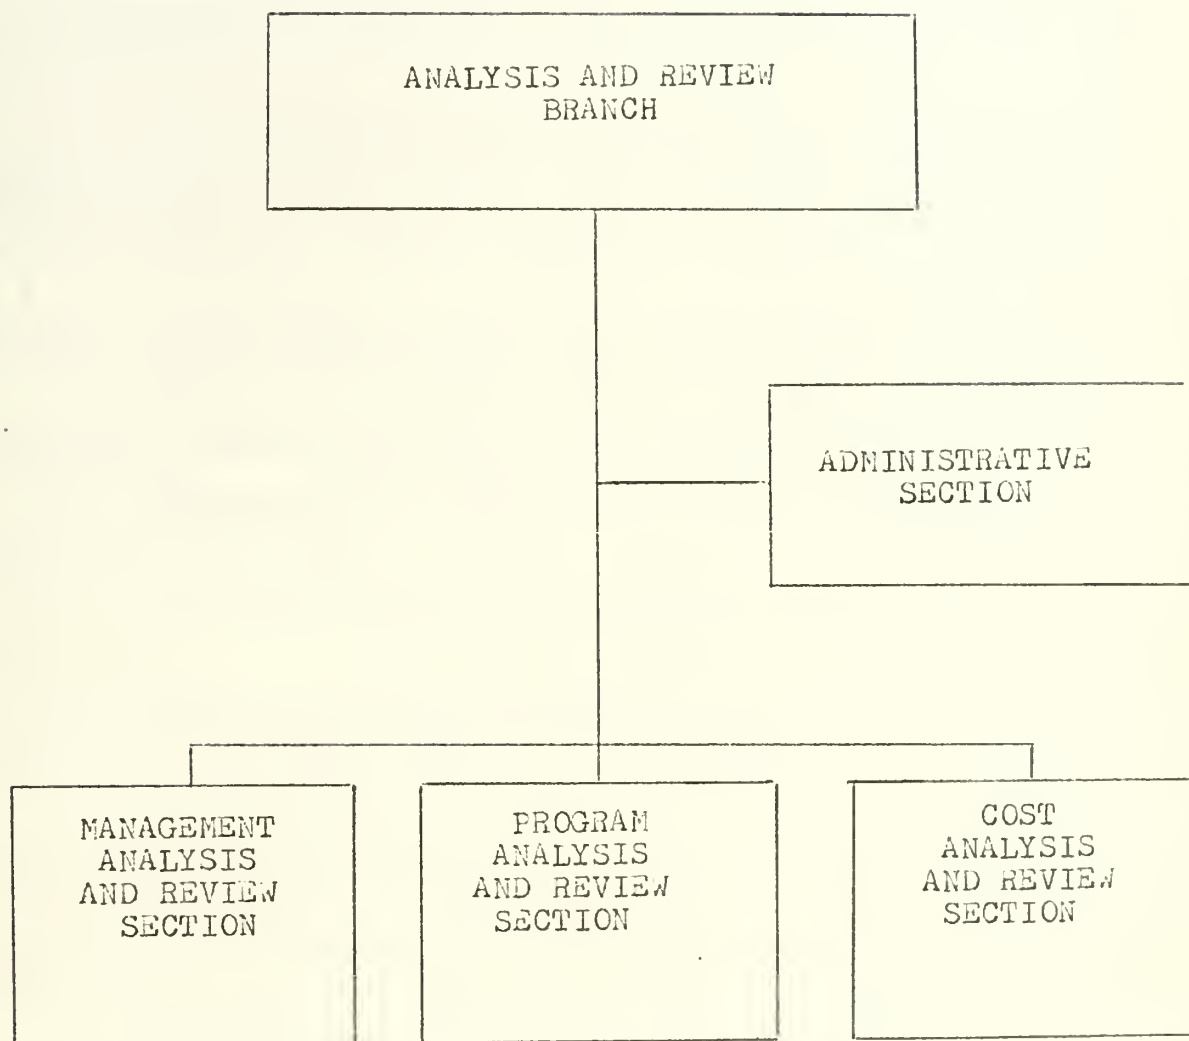 ANALYSIS AND REVIEW
BRANCH
ADMINISTRATIVE
SECTION
MANAGEMENT
ANALYSIS
AND REVIEW
SECTION
PROGRAM
ANALYSIS
AND REVIEW
SECTION
COST
ANALYSIS
AND REVIEW
SECTION